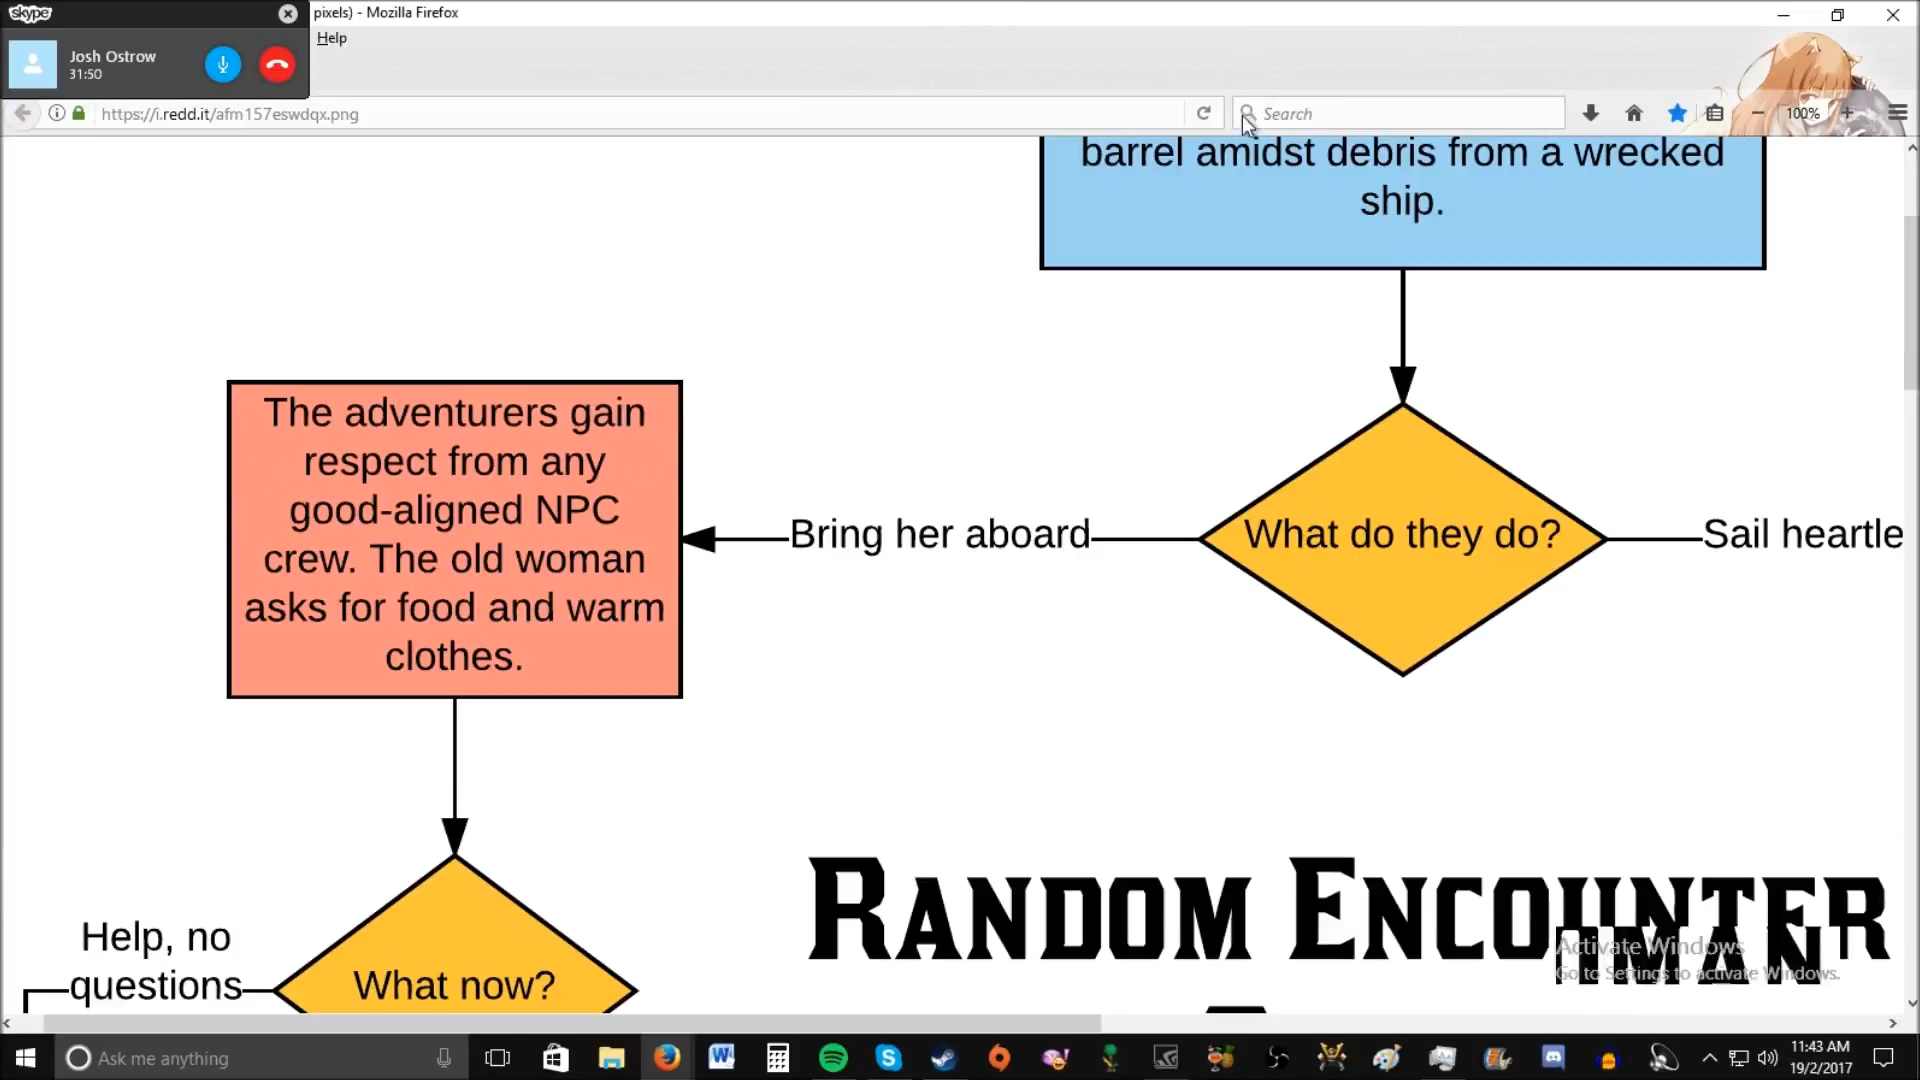 skype
pixels) - Mozilla Firefox
Josh Ostrow
31:50
Help
https://i.redd.it/afm157eswdqx.png
Search
100%
barrel amidst debris from a wrecked
ship.
The adventurers gain
respect from any
good-aligned NPC
crew. The old woman
asks for food and warm
clothes.
Bring her aboard
What do they do?
Sail heartle
Help, no
questions
What now?
RANDOM ENCOUNTER
Activate Windows
Go to Settings to activate Windows.
Ask me anything
11:43 AM
19/2/2017